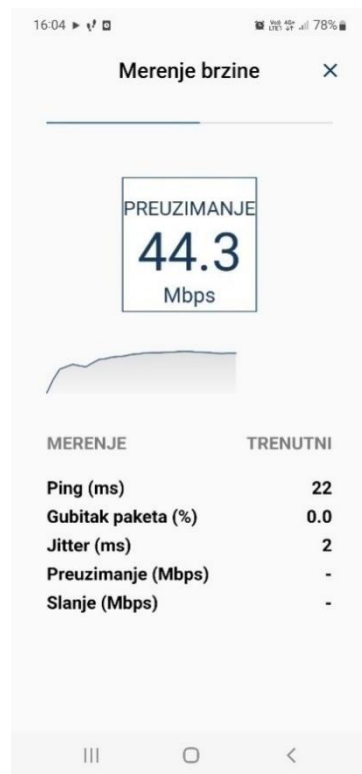 16:04 78%
Merenje brzine ×
PREUZIMANJE
44.3
Mbps
MERENJE TRENUTNI
Ping (ms) 22
Gubitak paketa (%) 0.0
Jitter (ms) 2
Preuzimanje (Mbps) -
Slanje (Mbps) -